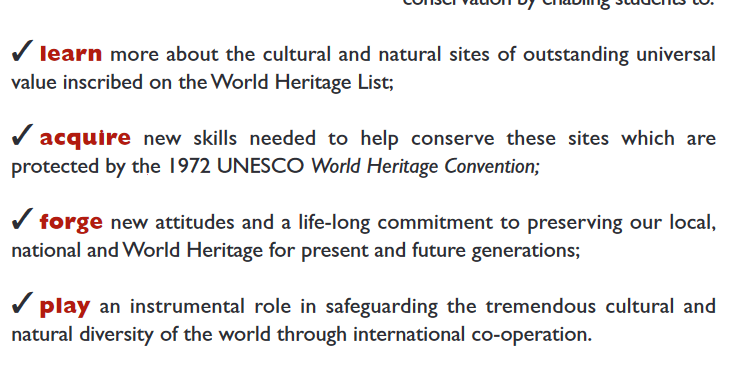 conservation by enabling students to:
✓ learn more about the cultural and natural sites of outstanding universal
value inscribed on the World Heritage List;
✓ acquire new skills needed to help conserve these sites which are
protected by the 1972 UNESCO World Heritage Convention;
✓ forge new attitudes and a life-long commitment to preserving our local,
national and World Heritage for present and future generations;
✓ play an instrumental role in safeguarding the tremendous cultural and
natural diversity of the world through international co-operation.